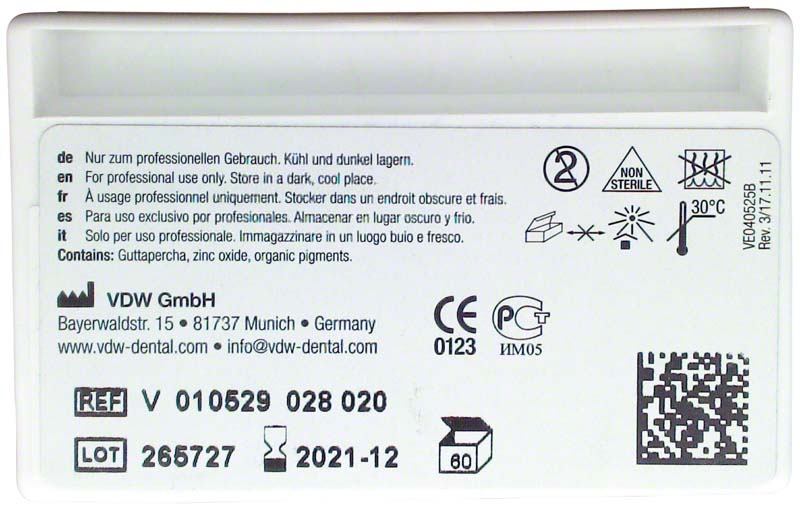 de Nur zum professionellen Gebrauch. Kühl und dunkel lagern.
en For professional use only. Store in a dark, cool place.
fr À usage professionnel uniquement. Stocker dans un endroit obscure et frais.
es Para uso exclusivo por profesionales. Almacenar en lugar oscuro y frio.
it Solo per uso professionale. Immagazzinare in un luogo buio e fresco.
Contains: Guttapercha, zinc oxide, organic pigments.
2
NON
STERILE
30°C
VE040525B
Rev. 3/17.11.11
VDW GmbH
Bayerwaldstr. 15 • 81737 Munich • Germany
www.vdw-dental.com • info@vdw-dental.com
CE
0123
РСТ
ИМ05
REF V 010529 028 020
LOT 265727 2021-12
60